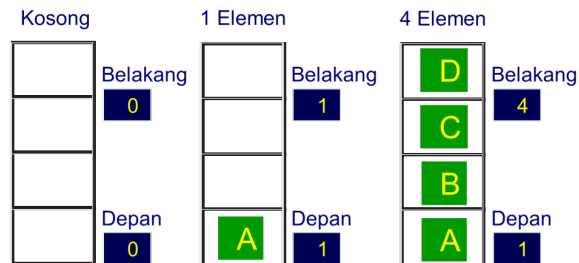 Kosong
Belakang
0
Depan
0
1 Elemen
Belakang
1
A
Depan
1
4 Elemen
D
Belakang
4
C
B
A
Depan
1